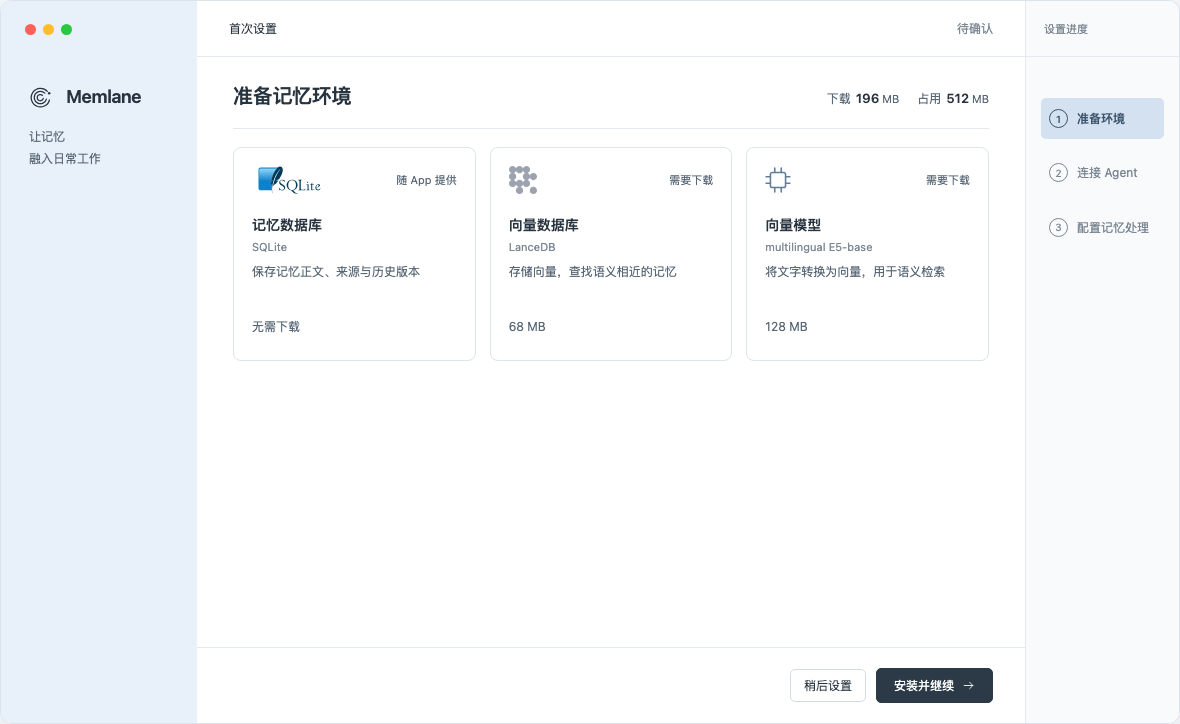 首次设置
待确认
设置进度
Memlane
让记忆
融入日常工作
准备记忆环境
下载 196 MB 占用 512 MB
SQLite
随 App 提供
记忆数据库
SQLite
保存记忆正文、来源与历史版本
无需下载
需要下载
向量数据库
LanceDB
存储向量，查找语义相近的记忆
68 MB
需要下载
向量模型
multilingual E5-base
将文字转换为向量，用于语义检索
128 MB
1 准备环境
2 连接 Agent
3 配置记忆处理
稍后设置
安装并继续 →